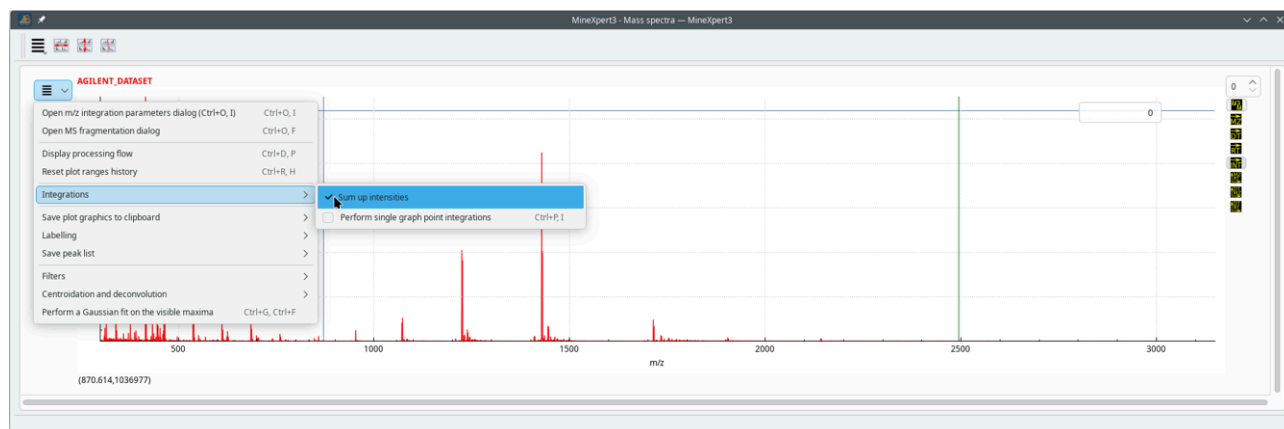 MineXpert3 - Mass spectra — MineXpert3
AGILENT_DATASET
0
Open m/z integration parameters dialog (Ctrl+O, I) Ctrl+O, I
0
Open MS fragmentation dialog Ctrl+O, F
Display processing flow Ctrl+D, P
Reset plot ranges history Ctrl+R, H
Integrations
Sum up intensities
Save plot graphics to clipboard
Perform single graph point integrations Ctrl+P, I
Labelling
Save peak list
Filters
Centroidation and deconvolution
Perform a Gaussian fit on the visible maxima Ctrl+G, Ctrl+F
500 1000 1500 2000 2500 3000
m/z
(870.614,1036977)